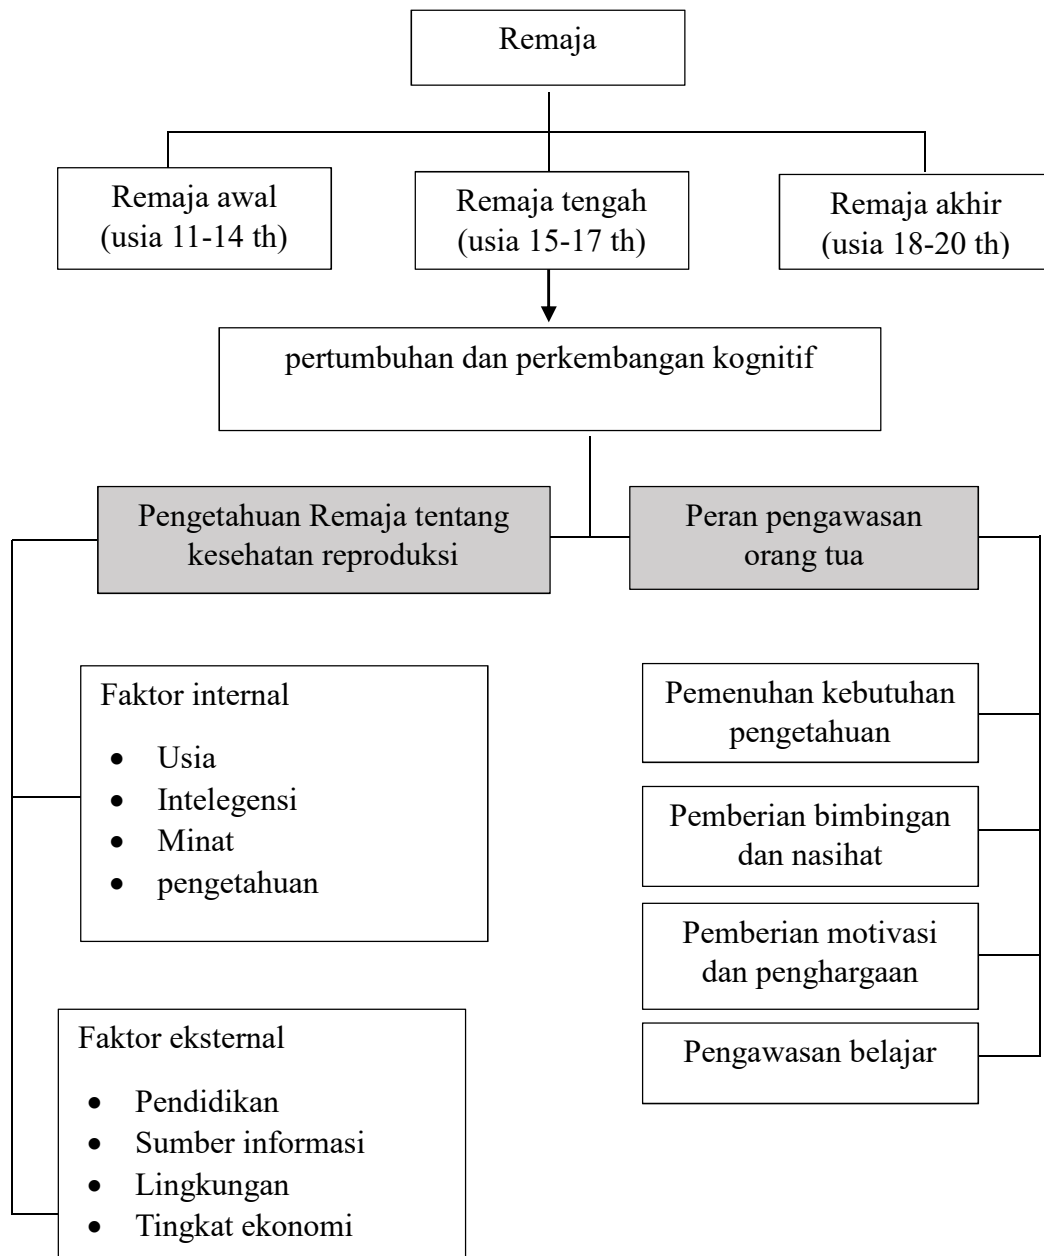 Remaja
Remaja awal
(usia 11-14 th)
Remaja tengah
(usia 15-17 th)
Remaja akhir
(usia 18-20 th)
pertumbuhan dan perkembangan kognitif
Pengetahuan Remaja tentang
kesehatan reproduksi
Peran pengawasan
orang tua
Faktor internal
• Usia
• Intelegensi
• Minat
• pengetahuan
Faktor eksternal
• Pendidikan
• Sumber informasi
• Lingkungan
• Tingkat ekonomi
Pemenuhan kebutuhan
pengetahuan
Pemberian bimbingan
dan nasihat
Pemberian motivasi
dan penghargaan
Pengawasan belajar